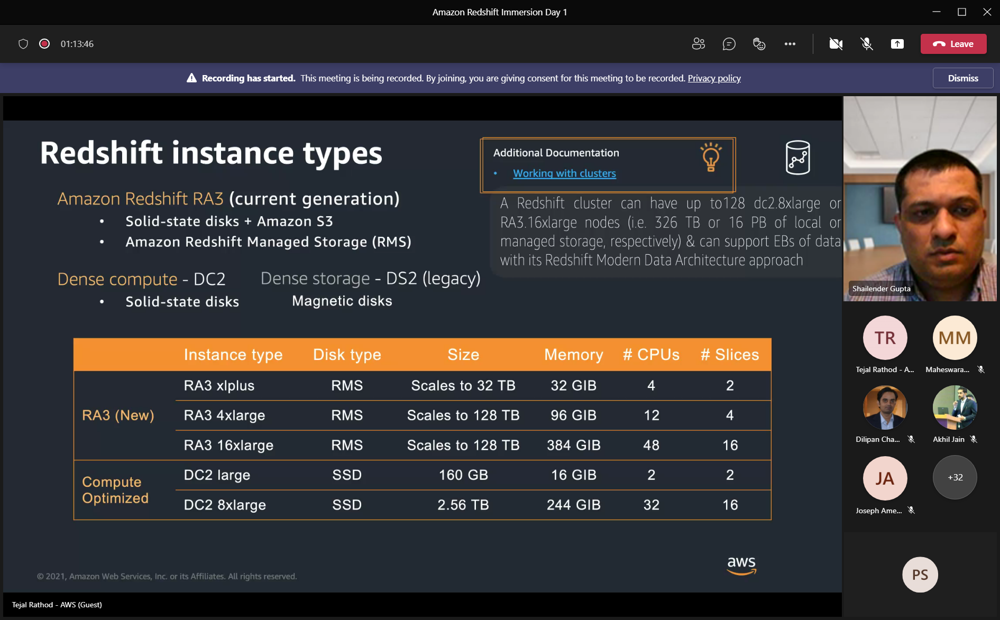 Amazon Redshift Immersion Day 1
01:13:46
Leave
Recording has started. This meeting is being recorded. By joining, you are giving consent for this meeting to be recorded. Privacy policy
Dismiss
Redshift instance types
Additional Documentation
• Working with clusters
Amazon Redshift RA3 (current generation)
• Solid-state disks + Amazon S3
• Amazon Redshift Managed Storage (RMS)
A Redshift cluster can have up to128 dc2.8xlarge or
RA3.16xlarge nodes (i.e. 326 TB or 16 PB of local or
managed storage, respectively) & can support EBs of data
with its Redshift Modern Data Architecture approach
Dense compute - DC2
• Solid-state disks
Dense storage - DS2 (legacy)
Magnetic disks
Instance type Disk type Size Memory # CPUs # Slices
RA3 (New)
RA3 xlplus RMS Scales to 32 TB 32 GIB 4 2
RA3 4xlarge RMS Scales to 128 TB 96 GIB 12 4
RA3 16xlarge RMS Scales to 128 TB 384 GIB 48 16
Compute
Optimized
DC2 large SSD 160 GB 16 GIB 2 2
DC2 8xlarge SSD 2.56 TB 244 GIB 32 16
© 2021, Amazon Web Services, Inc. or its Affiliates. All rights reserved.
aws
Tejal Rathod - AWS (Guest)
Shailender Gupta
TR
Tejal Rathod - A...
MM
Maheswara...
Dilipan Cha...
Akhil Jain
JA
Joseph Ame...
+32
PS